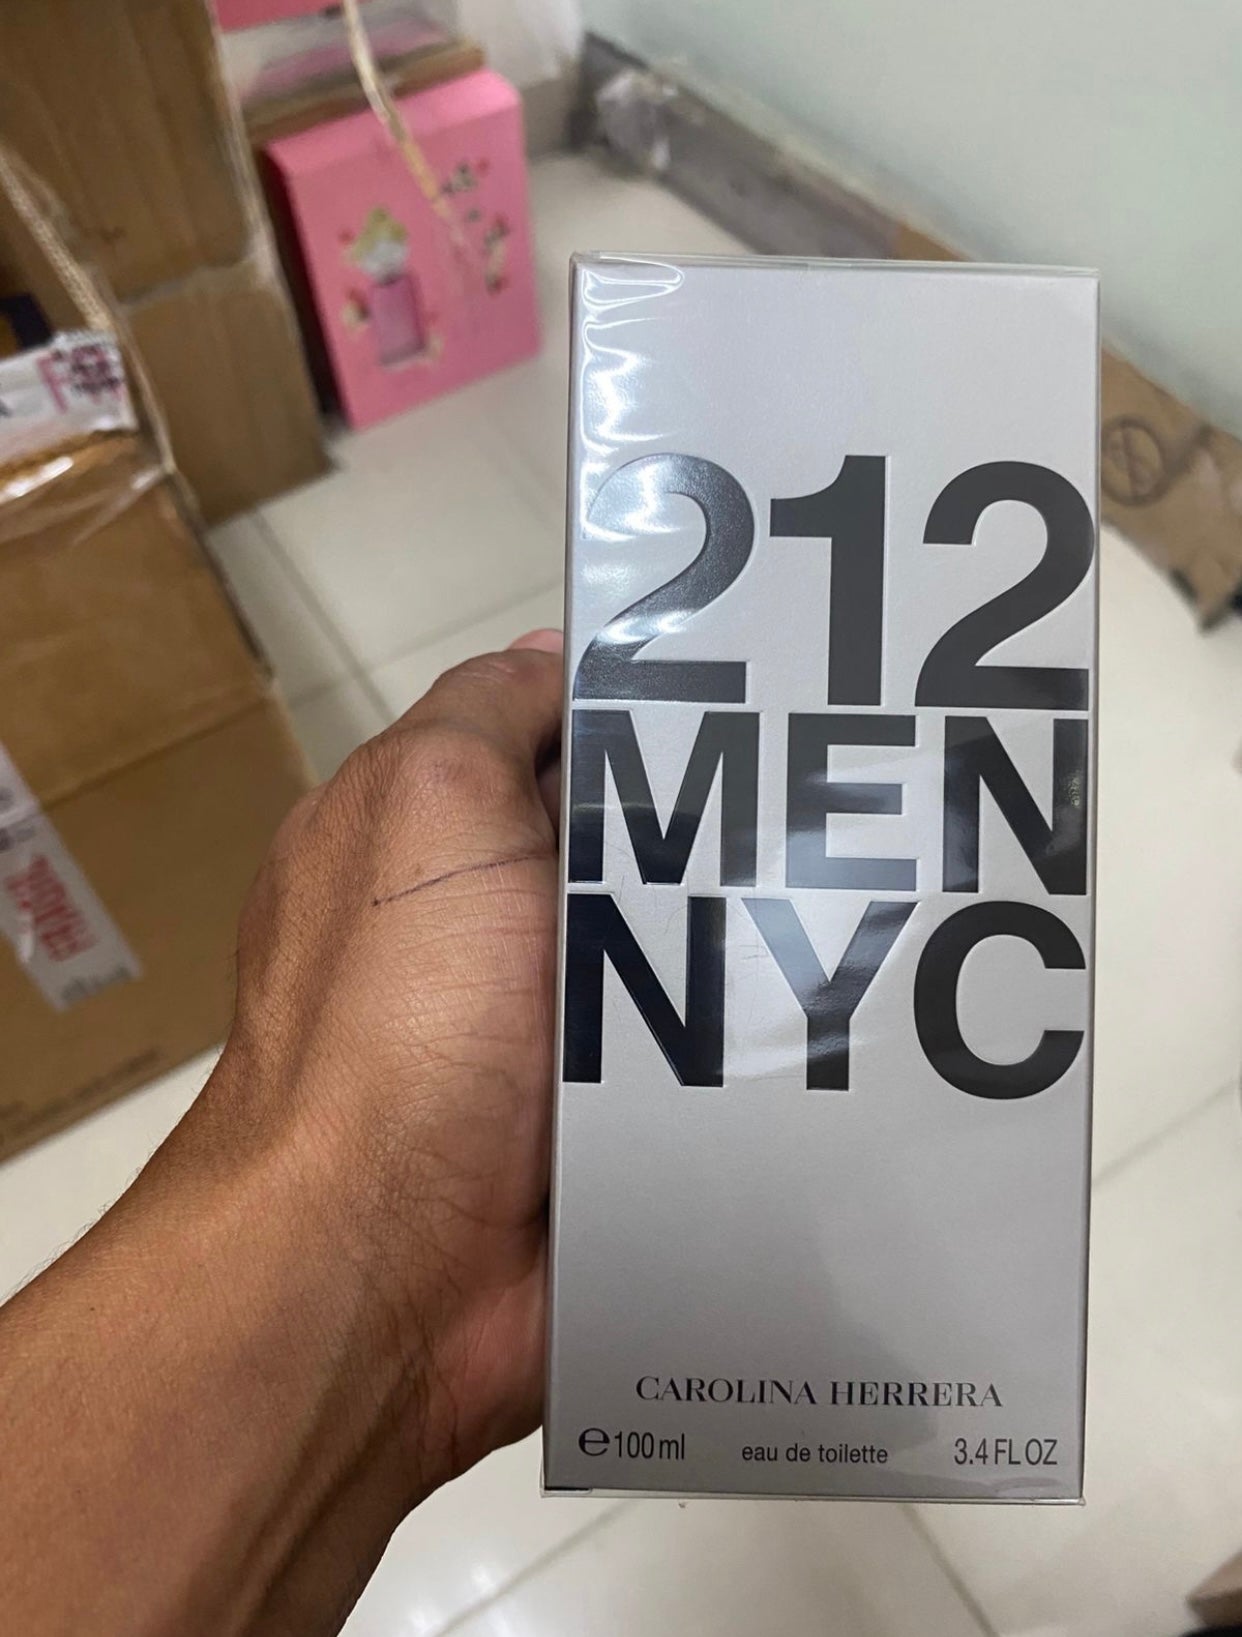 212
MEN
NYC
CAROLINA HERRERA
℮100ml eau de toilette 3.4 FL OZ